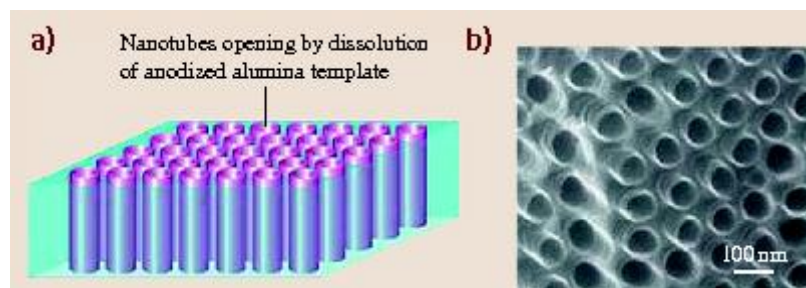 a)
Nanotubes opening by dissolution
of anodized alumina template
b)
100 nm